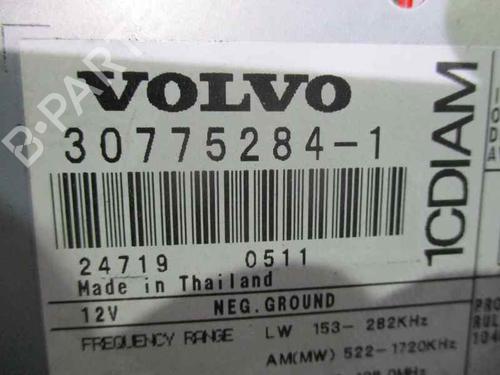 VOLVO
30775284-1
1CDIAM
24719 0511
Made in Thailand
12V NEG.GROUND
FREQUENCY RANGE LW 153- 282KHz
AM(MW) 522-1720KHz
B-PART